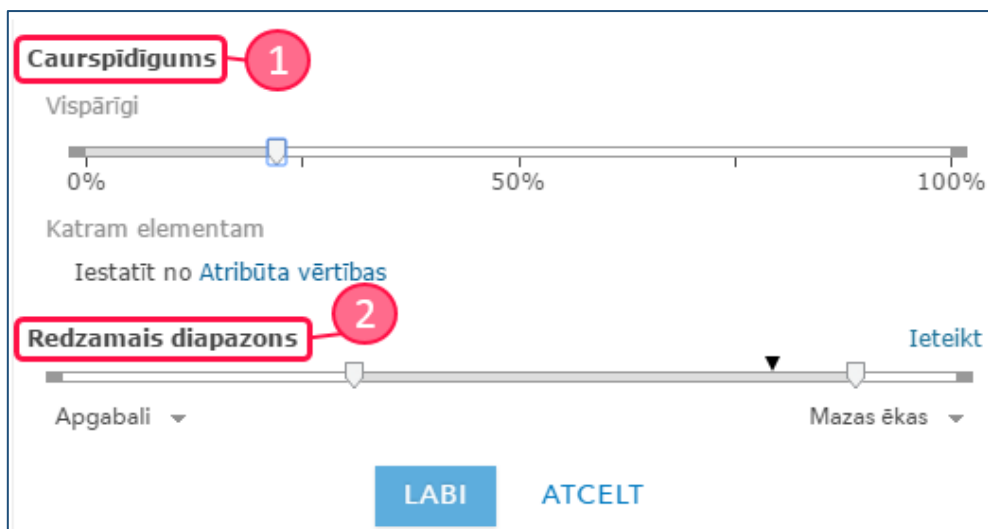 Caurspīdīgums 1
Vispārīgi
0% 50% 100%
Katram elementam
Iestatīt no Atribūta vērtības
2
Redzamais diapazons Ieteikt
Apgabali Mazas ēkas
LABI ATCELT